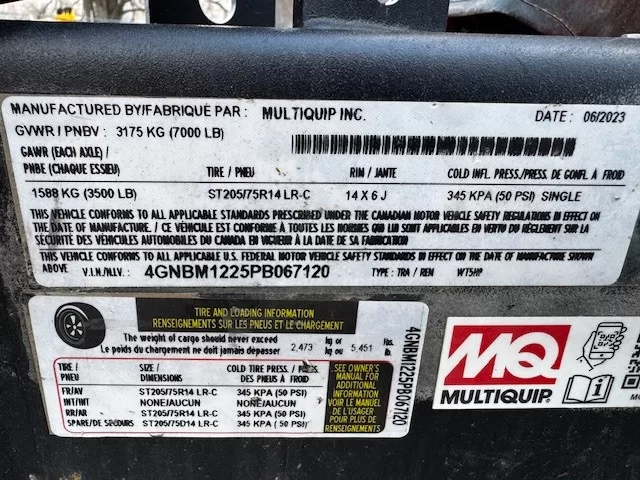 MANUFACTURED BY/FABRIQUÉ PAR : MULTIQUIP INC. DATE : 06/2023
GVWR / PNBV : 3175 KG (7000 LB)
GAWR (EACH AXLE) /
PNBE (CHAQUE ESSIEU) TIRE / PNEU RIM / JANTE COLD INFL. PRESS./PRESS. DE GONFL À FROID
1588 KG (3500 LB) ST205/75R14 LR-C 14 X 6 J 345 KPA (50 PSI) SINGLE
THIS VEHICLE CONFORMS TO ALL APPLICABLE STANDARDS PRESCRIBED UNDER THE CANADIAN MOTOR VEHICLE SAFETY REGULATIONS IN EFFECT ON
THE DATE OF MANUFACTURE / CE VÉHICULE EST CONFORME À TOUTES LES NORMES QUI LUI SONT APPLICABLES EN VERTU DU RÈGLEMENT SUR LA
SÉCURITÉ DES VÉHICULES AUTOMOBILES DU CANADA EN VIGUEUR À LA DATE DE SA FABRICATION.
THIS VEHICLE CONFORMS TO ALL APPLICABLE U.S. FEDERAL MOTOR VEHICLE SAFETY STANDARDS IN EFFECT ON THE DATE OF MANUFACTURE SHOWN
ABOVE V.I.N./N.I.V. : 4GNBM1225PB067120 TYPE : TRA / REM WT5HP
TIRE AND LOADING INFORMATION
RENSEIGNEMENTS SUR LES PNEUS ET LE CHARGEMENT
The weight of cargo should never exceed
Le poids du chargement ne doit jamais dépasser 2,473 kg or kg ou 5,451 lbs. lb
TIRE / PNEU SIZE / DIMENSIONS COLD TIRE PRESS. / PRESS DES PNEUS À FROID
FR/AV ST205/75R14 LR-C 345 KPA (50 PSI)
INT/INT NONE/AUCUN NONE/AUCUN
RR/AR ST205/75R14 LR-C 345 KPA (50 PSI)
SPARE/DE SECOURS ST205/75D14 LR-C 345 KPA (50 PSI)
SEE OWNER'S
MANUAL FOR
ADDITIONAL
INFORMATION
VOIR LE MANUEL
DE L'USAGER
POUR PLUS DE
RENSEIGNEMENTS
4GNBM1225PB067120
MQ
MULTIQUIP